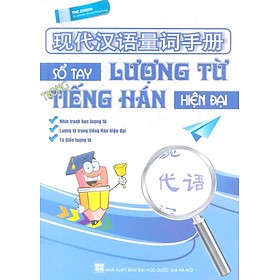 THE ZHISHI
现代汉语量词手册
SỔ TAY LƯỢNG TỪ
TRONG TIẾNG HÁN HIỆN ĐẠI
Nhìn tranh học lượng từ
Lượng từ trong tiếng Hán hiện đại
Từ điển lượng từ
现
代 语
NHÀ XUẤT BẢN ĐẠI HỌC QUỐC GIA HÀ NỘI